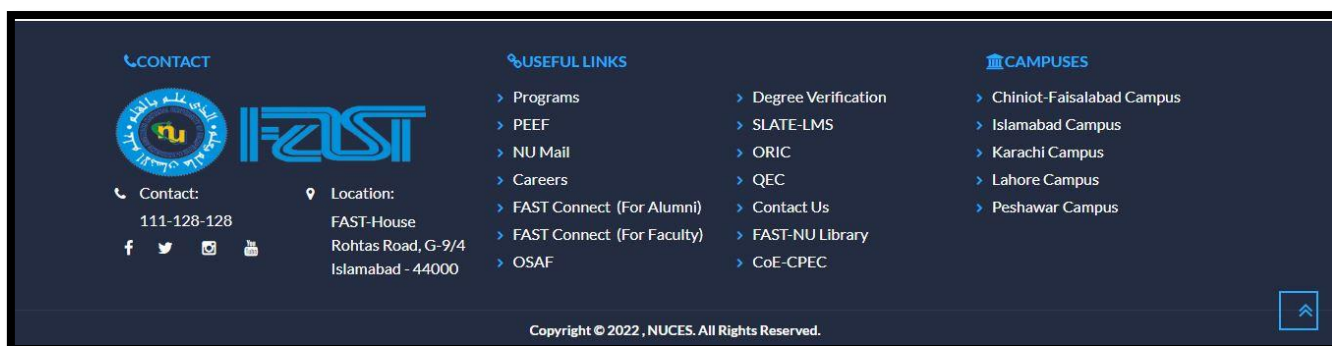 CONTACT
nu
FAST
Contact:
111-128-128
Location:
FAST-House
Rohtas Road, G-9/4
Islamabad - 44000
USEFUL LINKS
Programs
PEEF
NU Mail
Careers
FAST Connect (For Alumni)
FAST Connect (For Faculty)
OSAF
Degree Verification
SLATE-LMS
ORIC
QEC
Contact Us
FAST-NU Library
CoE-CPEC
CAMPUSES
Chiniot-Faisalabad Campus
Islamabad Campus
Karachi Campus
Lahore Campus
Peshawar Campus
Copyright © 2022 , NUCES. All Rights Reserved.